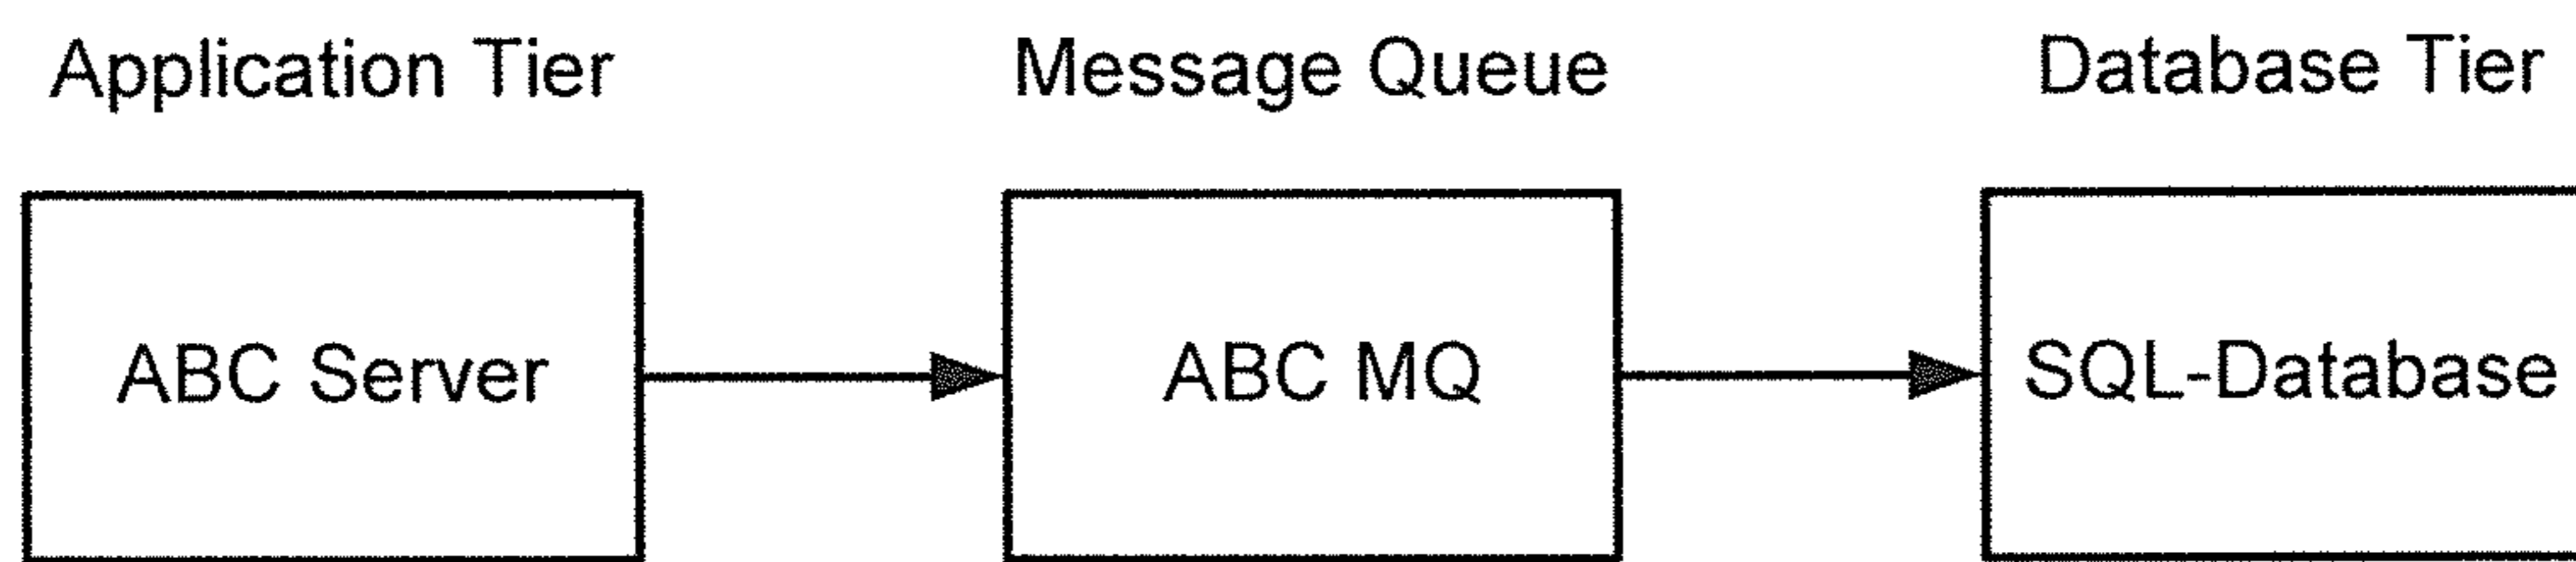 Application Tier
Message Queue
Database Tier
ABC Server
ABC MQ
SQL-Database